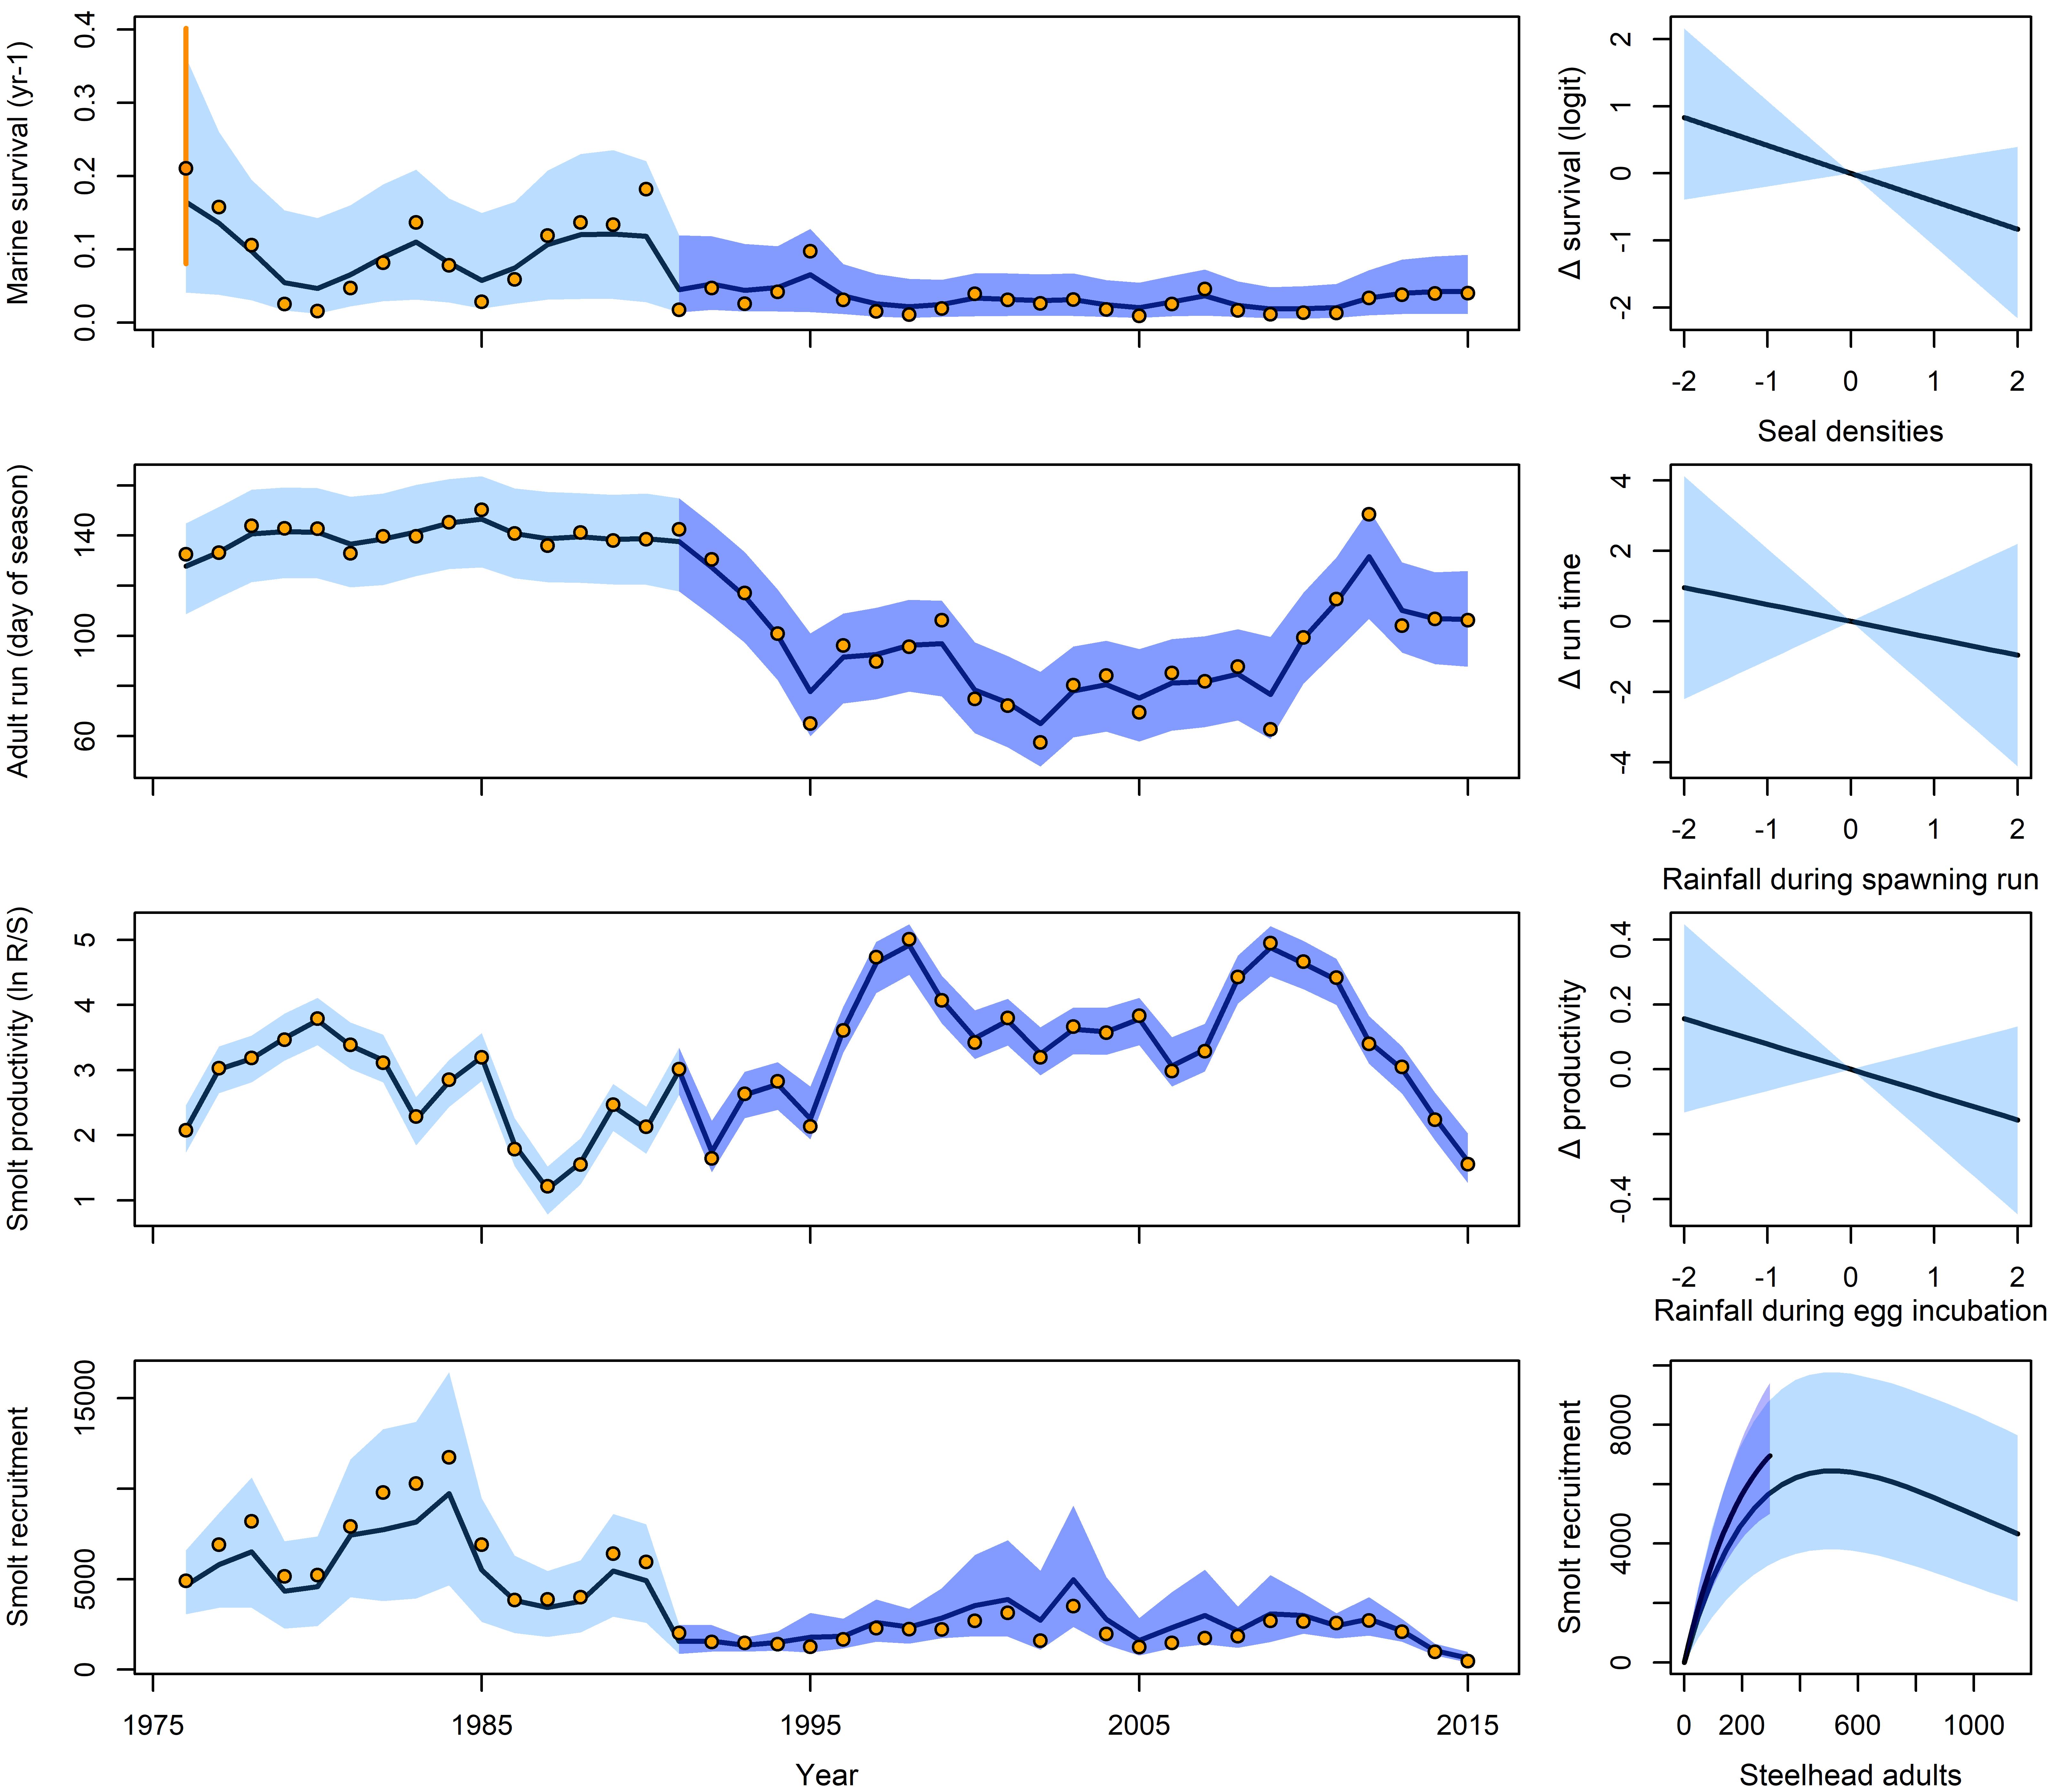 Marine survival (yr-1)
0.0 0.1 0.2 0.3 0.4
Δ survival (logit)
-2 -1 0 1 2
-2 -1 0 1 2
Seal densities
Adult run (day of season)
60 100 140
Δ run time
-4 -2 0 2 4
-2 -1 0 1 2
Rainfall during spawning run
Smolt productivity (ln R/S)
1 2 3 4 5
Δ productivity
-0.4 0.0 0.2 0.4
-2 -1 0 1 2
Rainfall during egg incubation
Smolt recruitment
0 5000 15000
1975 1985 1995 2005 2015
Year
Smolt recruitment
0 4000 8000
0 200 600 1000
Steelhead adults